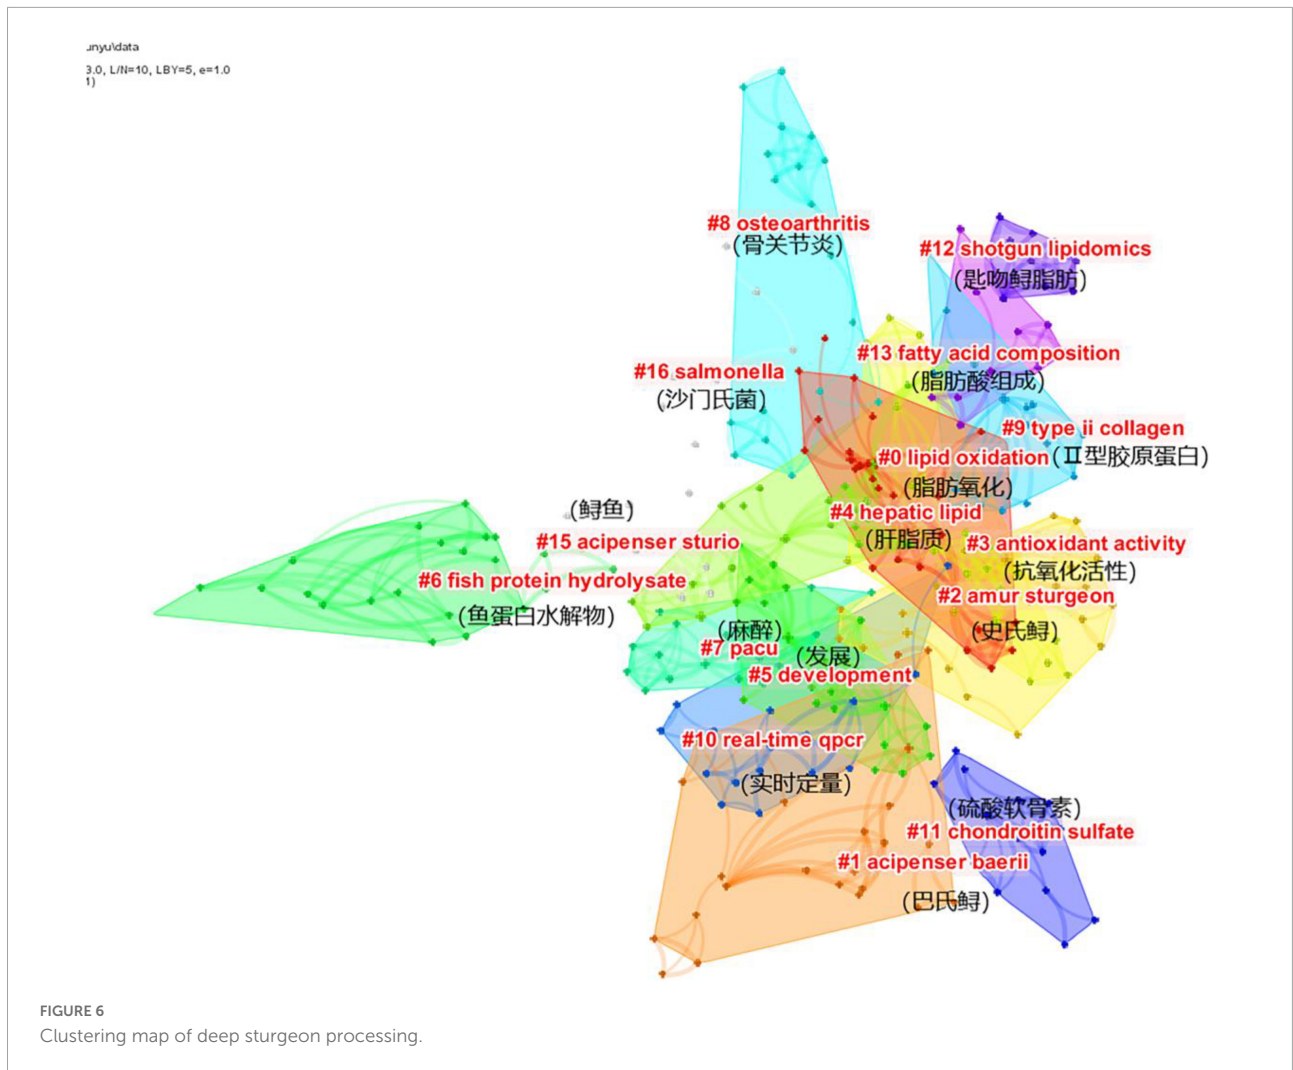 unyu\data
3.0, L/N=10, LBY=5, e=1.0
1)
#8 osteoarthritis
(骨关节炎)
#12 shotgun lipidomics
(匙吻鲟脂肪)
#13 fatty acid composition
(脂肪酸组成)
#16 salmonella
(沙门氏菌)
#9 type ii collagen
(Ⅱ型胶原蛋白)
#0 lipid oxidation
(脂肪氧化)
#4 hepatic lipid
(肝脂质)
(鲟鱼)
#15 acipenser sturio
#3 antioxidant activity
(抗氧化活性)
#6 fish protein hydrolysate
(鱼蛋白水解物)
#2 amur sturgeon
(史氏鲟)
(麻醉)
#7 pacu
(发展)
#5 development
#10 real-time qpcr
(实时定量)
(硫酸软骨素)
#11 chondroitin sulfate
#1 acipenser baerii
(巴氏鲟)
FIGURE 6
Clustering map of deep sturgeon processing.